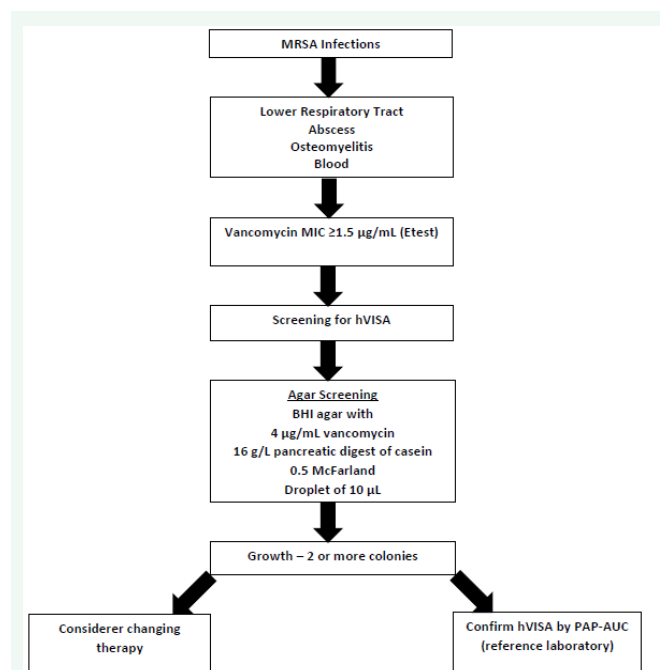 MRSA Infections
Lower Respiratory Tract
Abscess
Osteomyelitis
Blood
Vancomycin MIC ≥1.5 µg/mL (Etest)
Screening for hVISA
Agar Screening
BHI agar with
4 µg/mL vancomycin
16 g/L pancreatic digest of casein
0.5 McFarland
Droplet of 10 µL
Growth – 2 or more colonies
Considerer changing
therapy
Confirm hVISA by PAP-AUC
(reference laboratory)